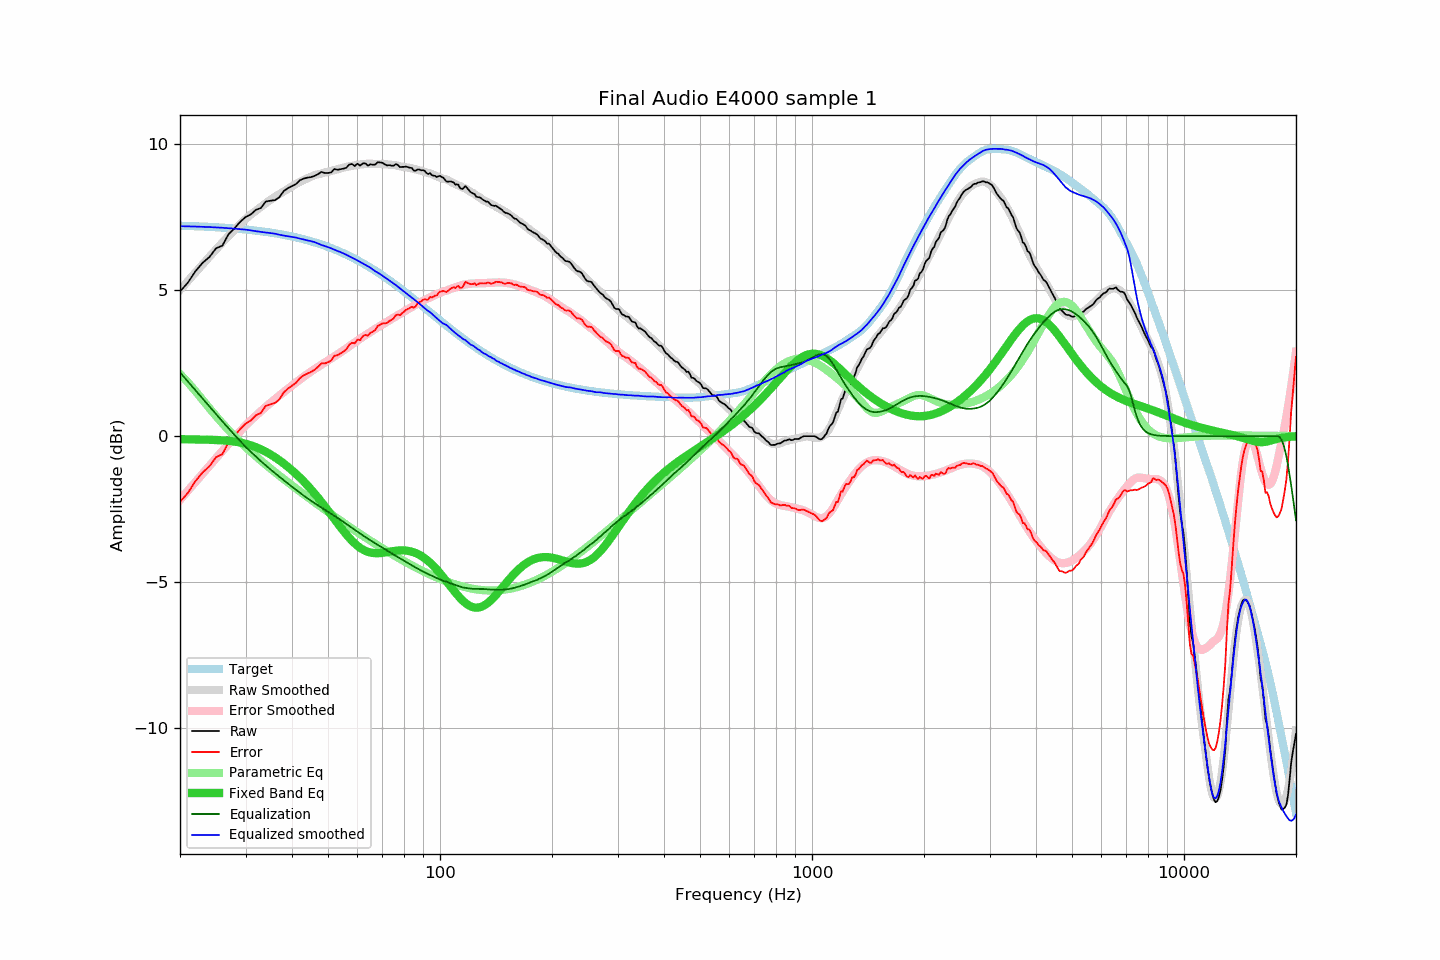 Final Audio E4000 sample 1
Amplitude (dBr)
10
5
0
−5
−10
Target
Raw Smoothed
Error Smoothed
Raw
Error
Parametric Eq
Fixed Band Eq
Equalization
Equalized smoothed
100
1000
10000
Frequency (Hz)